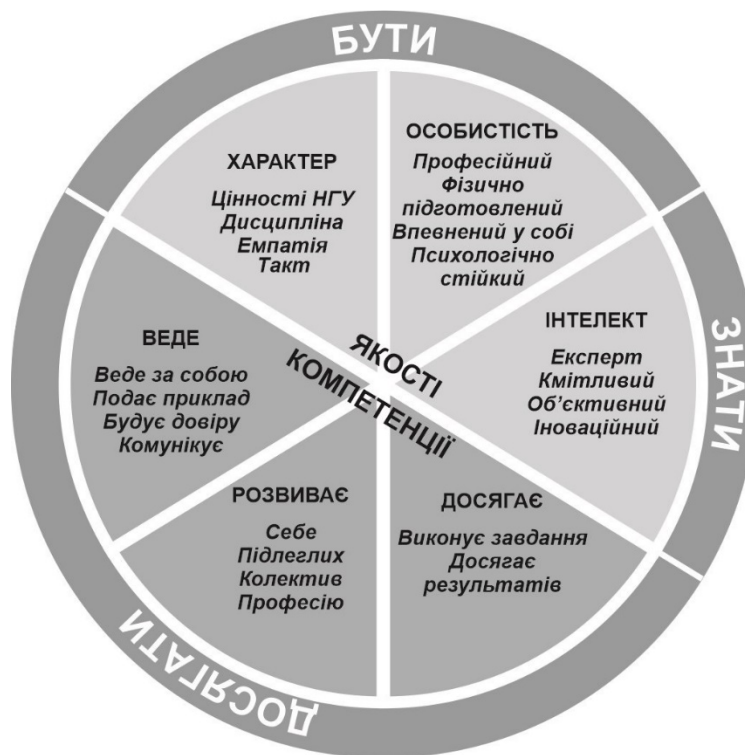 БУТИ
ХАРАКТЕР
Цінності НГУ
Дисципліна
Емпатія
Такт
ОСОБИСТІСТЬ
Професійний
Фізично
підготовлений
Впевнений у собі
Психологічно
стійкий
ЗНАТИ
ІНТЕЛЕКТ
Експерт
Кмітливий
Об’єктивний
Іноваційний
ЯКОСТІ
КОМПЕТЕНЦІЇ
ВЕДЕ
Веде за собою
Подає приклад
Будує довіру
Комунікує
РОЗВИВАЄ
Себе
Підлеглих
Колектив
Професію
ДОСЯГАЄ
Виконує завдання
Досягає
результатів
ДОСЯГАТИ